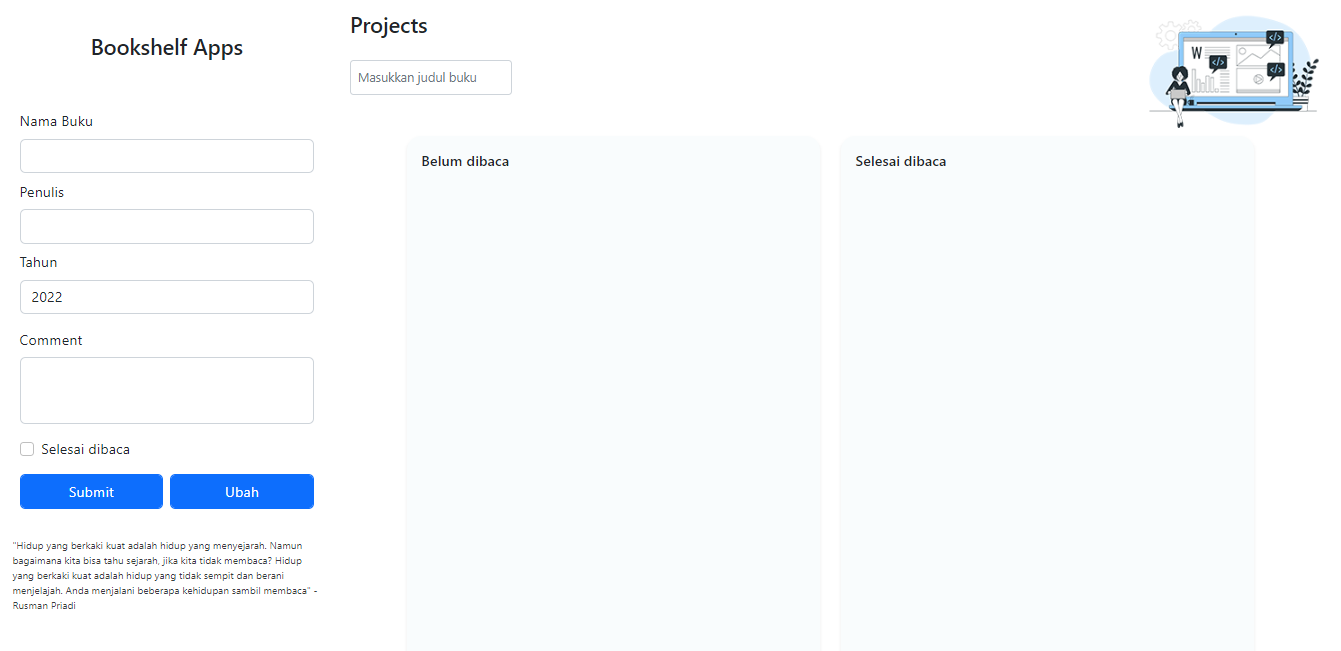 Bookshelf Apps
Nama Buku
Penulis
Tahun
2022
Comment
Selesai dibaca
Submit
Ubah
"Hidup yang berkaki kuat adalah hidup yang menyejarah. Namun
bagaimana kita bisa tahu sejarah, jika kita tidak membaca? Hidup
yang berkaki kuat adalah hidup yang tidak sempit dan berani
menjelajah. Anda menjalani beberapa kehidupan sambil membaca" -
Rusman Priadi
Projects
Masukkan judul buku
W
</>
</>
</>
Belum dibaca
Selesai dibaca